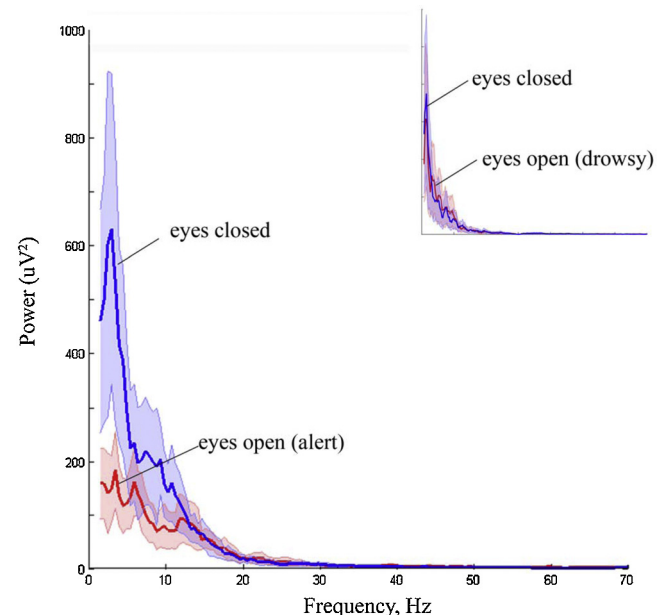 1000
800
600
400
200
0
Power (uV²)
eyes closed
eyes open (alert)
eyes closed
eyes open (drowsy)
0 10 20 30 40 50 60 70
Frequency, Hz